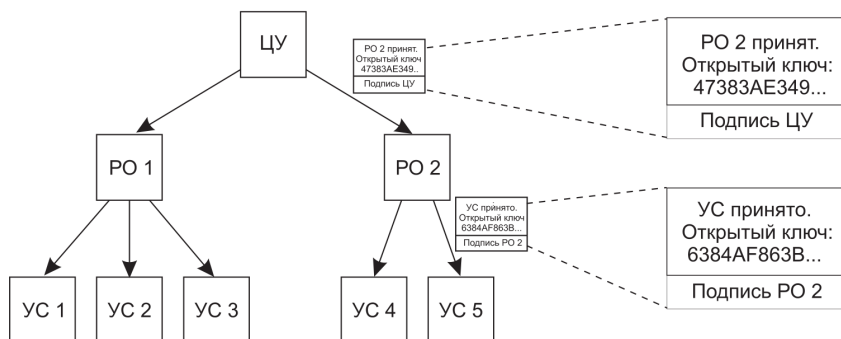 ЦУ
РО 2 принят.
Открытый ключ
47383AE349..
Подпись ЦУ
РО 2 принят.
Открытый ключ:
47383AE349...
Подпись ЦУ
РО 1
РО 2
УС принято.
Открытый ключ
6384AF863B...
Подпись РО 2
УС принято.
Открытый ключ:
6384AF863B...
Подпись РО 2
УС 1
УС 2
УС 3
УС 4
УС 5